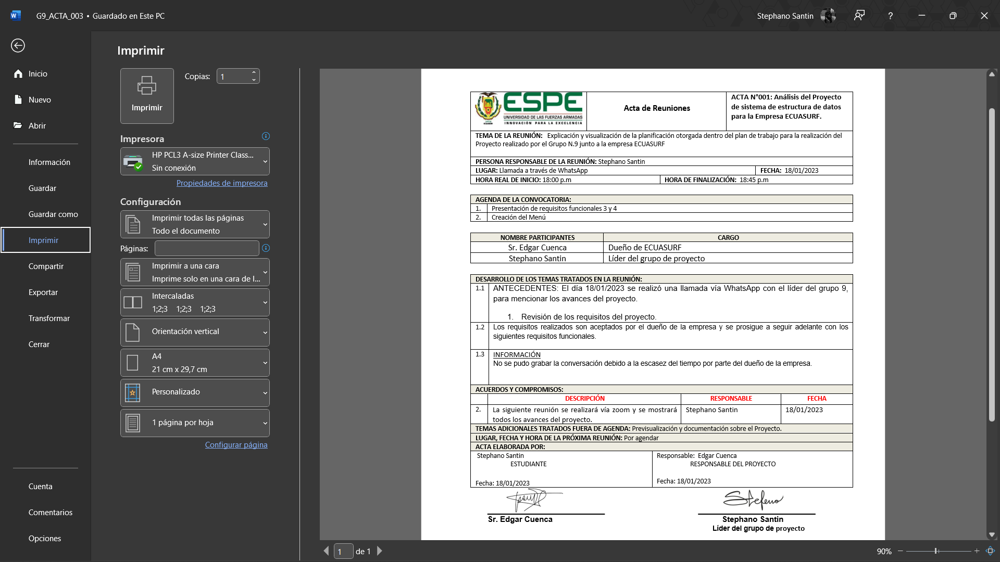 G9_ACTA_003 • Guardado en Este PC
Stephano Santin
?
Inicio
Nuevo
Abrir
Información
Guardar
Guardar como
Imprimir
Compartir
Exportar
Transformar
Cerrar
Cuenta
Comentarios
Opciones
Imprimir
Imprimir
Copias: 1
Impresora
HP PCL3 A-size Printer Class...
Sin conexión
Propiedades de impresora
Configuración
Imprimir todas las páginas
Todo el documento
Páginas:
Imprimir a una cara
Imprime solo en una cara de l...
Intercaladas
1;2;3 1;2;3 1;2;3
Orientación vertical
A4
21 cm x 29,7 cm
Personalizado
1 página por hoja
Configurar página
ESPE
UNIVERSIDAD DE LAS FUERZAS ARMADAS
INNOVACIÓN PARA LA EXCELENCIA
Acta de Reuniones
ACTA N°001: Análisis del Proyecto
de sistema de estructura de datos
para la Empresa ECUASURF.
TEMA DE LA REUNIÓN: Explicación y visualización de la planificación otorgada dentro del plan de trabajo para la realización del
Proyecto realizado por el Grupo N.9 junto a la empresa ECUASURF
PERSONA RESPONSABLE DE LA REUNIÓN: Stephano Santin
LUGAR: Llamada a través de WhatsApp FECHA: 18/01/2023
HORA REAL DE INICIO: 18:00 p.m HORA DE FINALIZACIÓN: 18:45 p.m
AGENDA DE LA CONVOCATORIA:
1. Presentación de requisitos funcionales 3 y 4
2. Creación del Menú
NOMBRE PARTICIPANTES CARGO
Sr. Edgar Cuenca Dueño de ECUASURF
Stephano Santin Líder del grupo de proyecto
DESARROLLO DE LOS TEMAS TRATADOS EN LA REUNIÓN:
1.1 ANTECEDENTES: El día 18/01/2023 se realizó una llamada vía WhatsApp con el líder del grupo 9,
para mencionar los avances del proyecto.
1. Revisión de los requisitos del proyecto.
1.2 Los requisitos realizados son aceptados por el dueño de la empresa y se prosigue a seguir adelante con los
siguientes requisitos funcionales.
1.3 INFORMACIÓN
No se pudo grabar la conversación debido a la escasez del tiempo por parte del dueño de la empresa.
ACUERDOS Y COMPROMISOS:
DESCRIPCIÓN RESPONSABLE FECHA
2. La siguiente reunión se realizará vía zoom y se mostrará Stephano Santin 18/01/2023
todos los avances del proyecto.
TEMAS ADICIONALES TRATADOS FUERA DE AGENDA: Previsualización y documentación sobre el Proyecto.
LUGAR, FECHA Y HORA DE LA PRÓXIMA REUNIÓN: Por agendar
ACTA ELABORADA POR:
Stephano Santin
ESTUDIANTE
Fecha: 18/01/2023
Responsable: Edgar Cuenca
RESPONSABLE DEL PROYECTO
Fecha: 18/01/2023
Stefeno
Sr. Edgar Cuenca
Stephano Santin
Líder del grupo de proyecto
1 de 1
90%